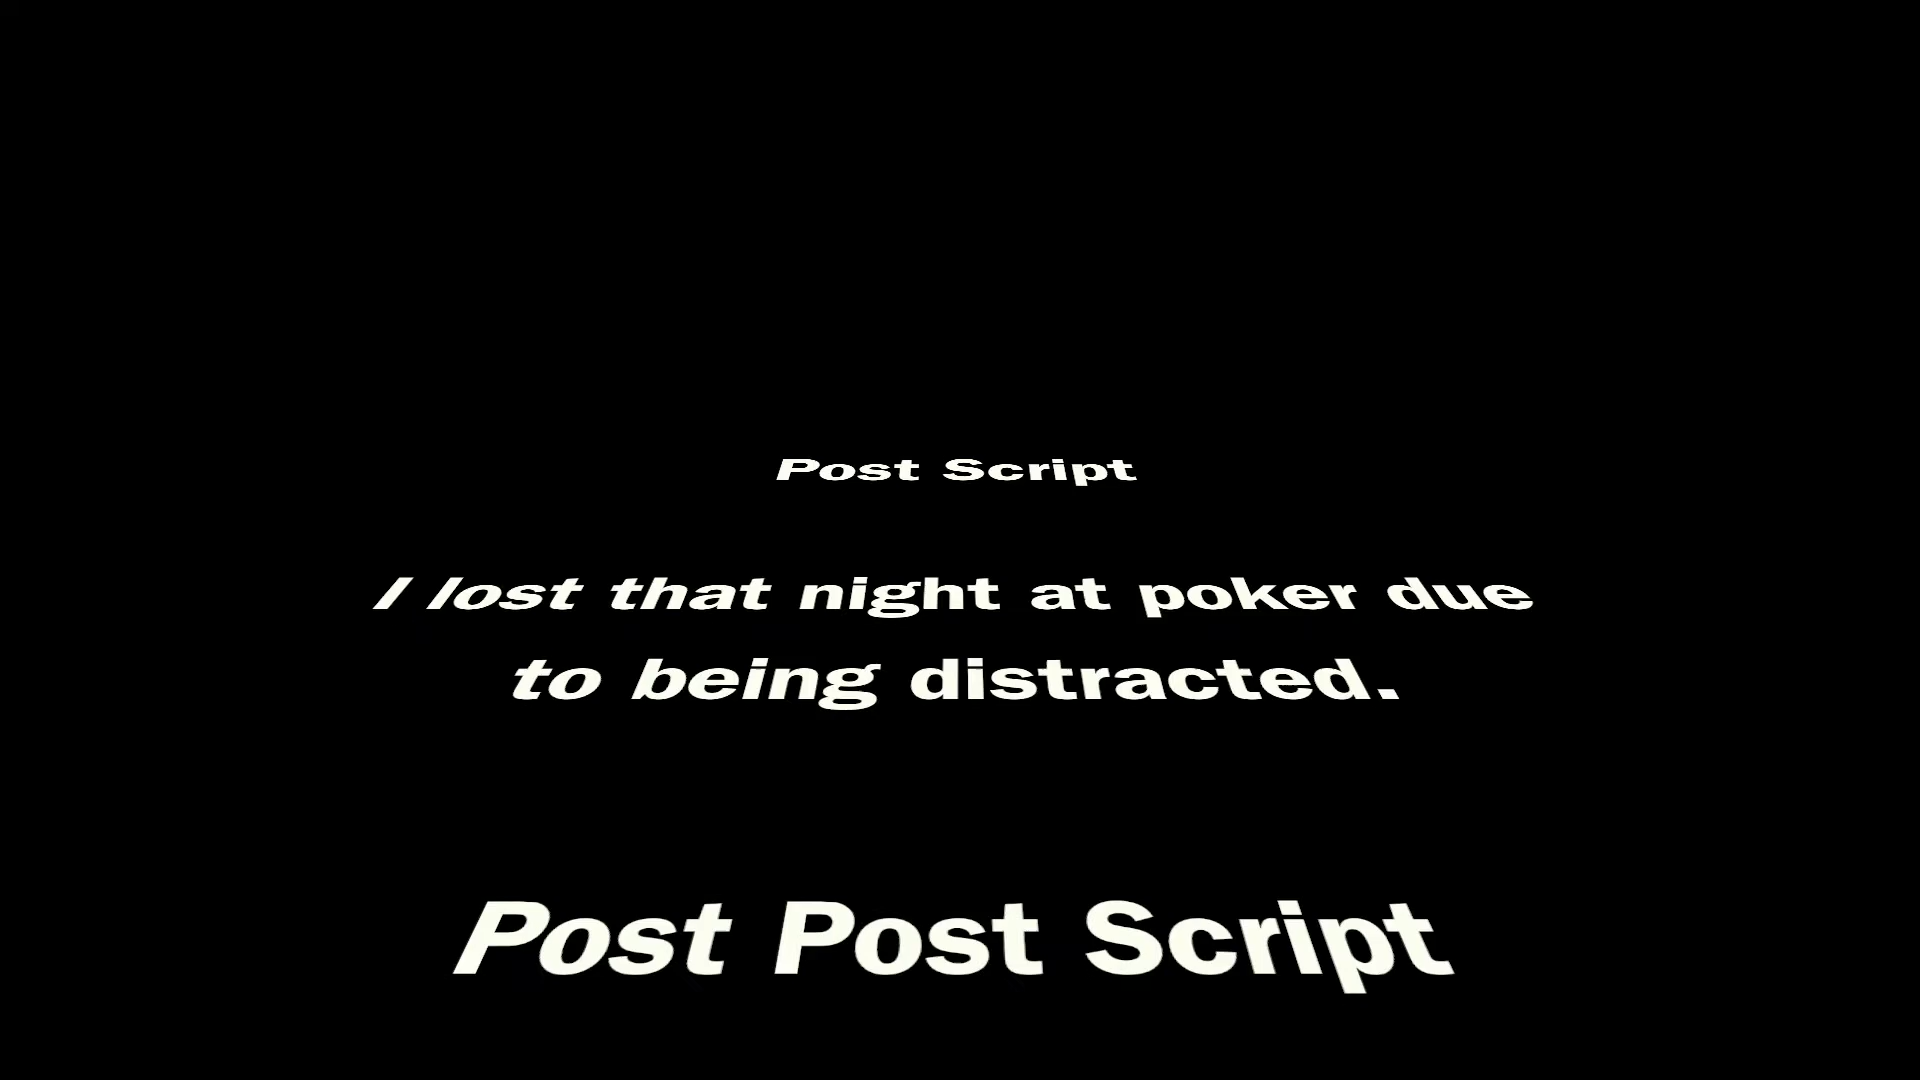 Post Script
I lost that night at poker due
to being distracted.
Post Post Script